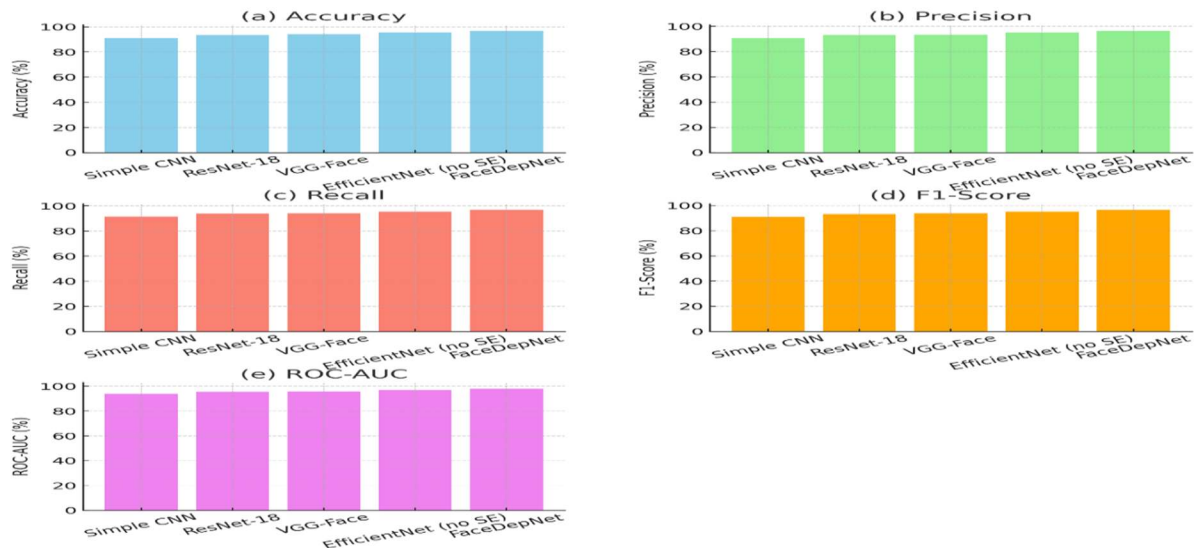 (a) Accuracy
Accuracy (%)
100
80
60
40
20
0
Simple CNN
ResNet-18
VGG-Face
EfficientNet (no SE)
FaceDepNet
(b) Precision
Precision (%)
100
80
60
40
20
0
Simple CNN
ResNet-18
VGG-Face
EfficientNet (no SE)
FaceDepNet
(c) Recall
Recall (%)
100
80
60
40
20
0
Simple CNN
ResNet-18
VGG-Face
EfficientNet (no SE)
FaceDepNet
(d) F1-Score
F1-Score (%)
100
80
60
40
20
0
Simple CNN
ResNet-18
VGG-Face
EfficientNet (no SE)
FaceDepNet
(e) ROC-AUC
ROC-AUC (%)
100
80
60
40
20
0
Simple CNN
ResNet-18
VGG-Face
EfficientNet (no SE)
FaceDepNet